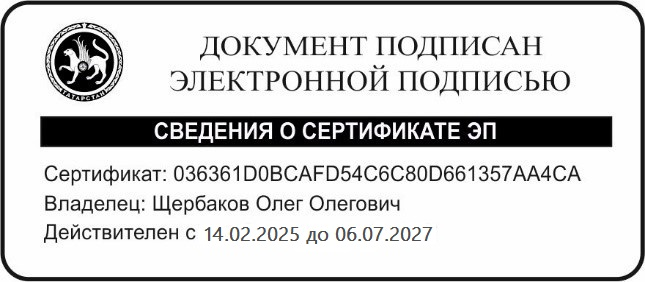 ТАТАРСТАН
ДОКУМЕНТ ПОДПИСАН
ЭЛЕКТРОННОЙ ПОДПИСЬЮ
СВЕДЕНИЯ О СЕРТИФИКАТЕ ЭП
Сертификат: 036361D0BCAFD54C6C80D661357AA4CA
Владелец: Щербаков Олег Олегович
Действителен с 14.02.2025 до 06.07.2027